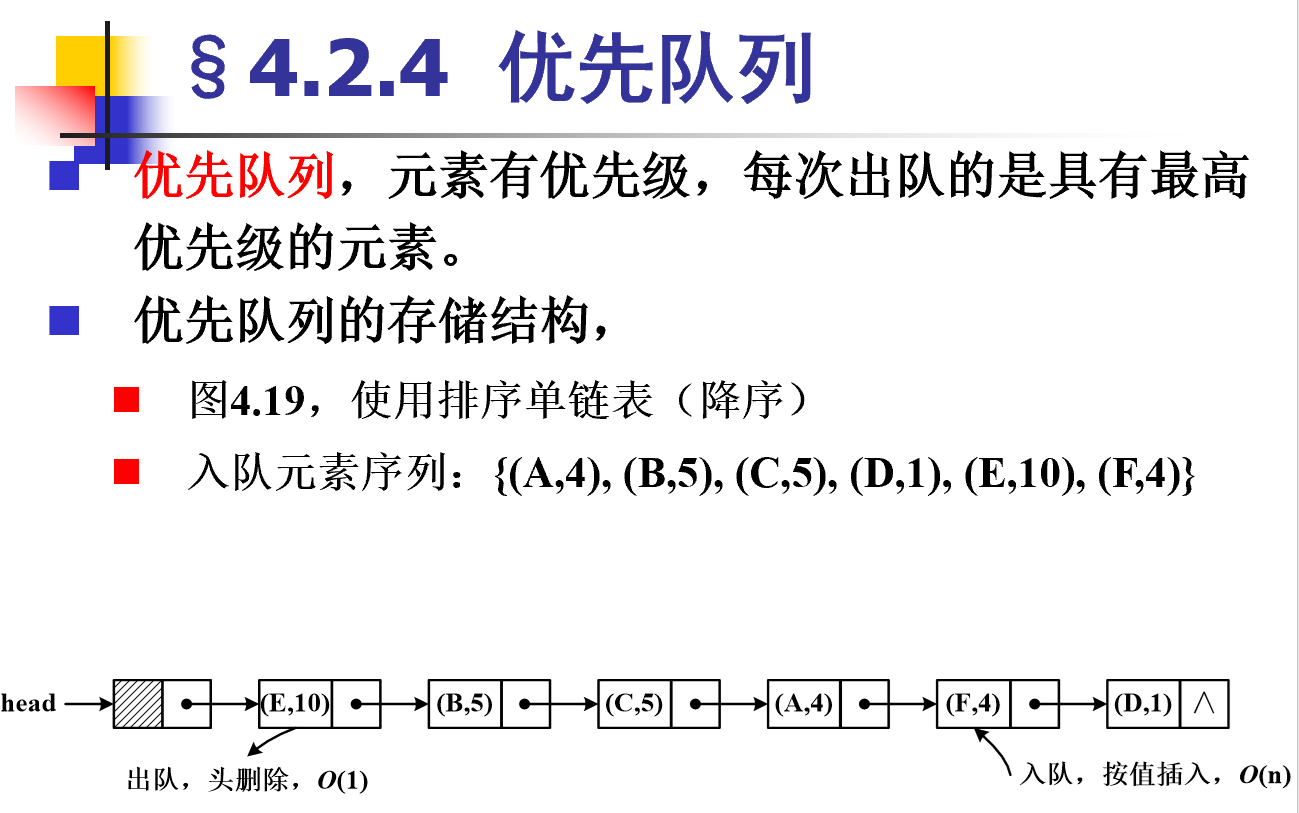 §4.2.4 优先队列
优先队列，元素有优先级，每次出队的是具有最高
优先级的元素。
优先队列的存储结构，
图4.19，使用排序单链表（降序）
入队元素序列：{(A,4), (B,5), (C,5), (D,1), (E,10), (F,4)}
head (E,10) (B,5) (C,5) (A,4) (F,4) (D,1) ∧
出队，头删除，O(1) 入队，按值插入，O(n)